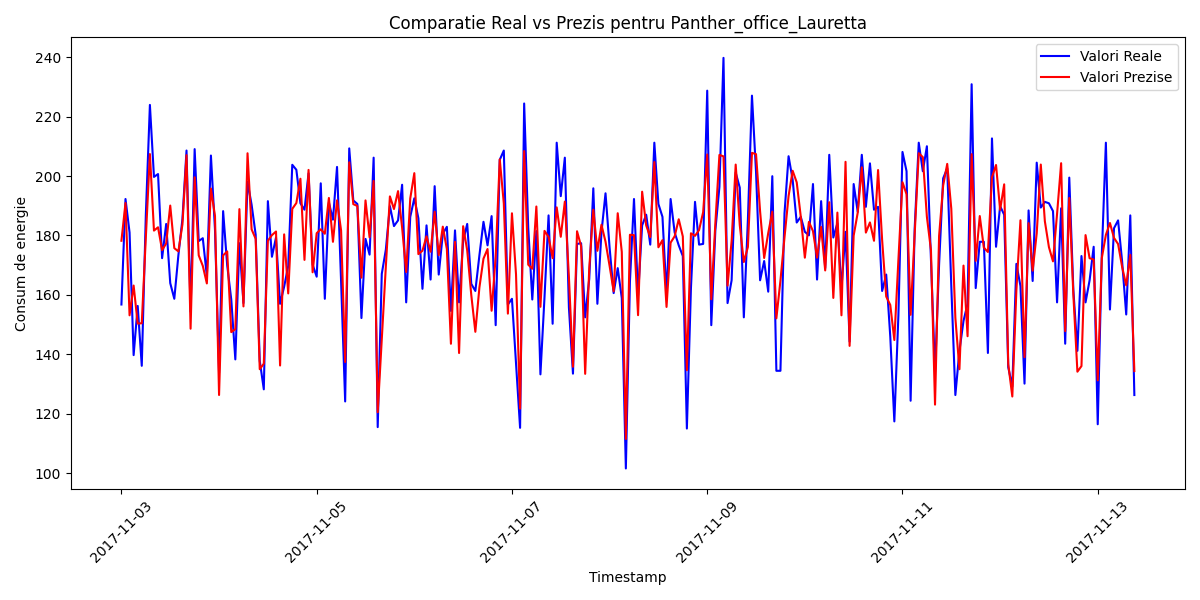 Comparatie Real vs Prezis pentru Panther_office_Lauretta
Valori Reale
Valori Prezise
Consum de energie
240
220
200
180
160
140
120
100
2017-11-03
2017-11-05
2017-11-07
2017-11-09
2017-11-11
2017-11-13
Timestamp